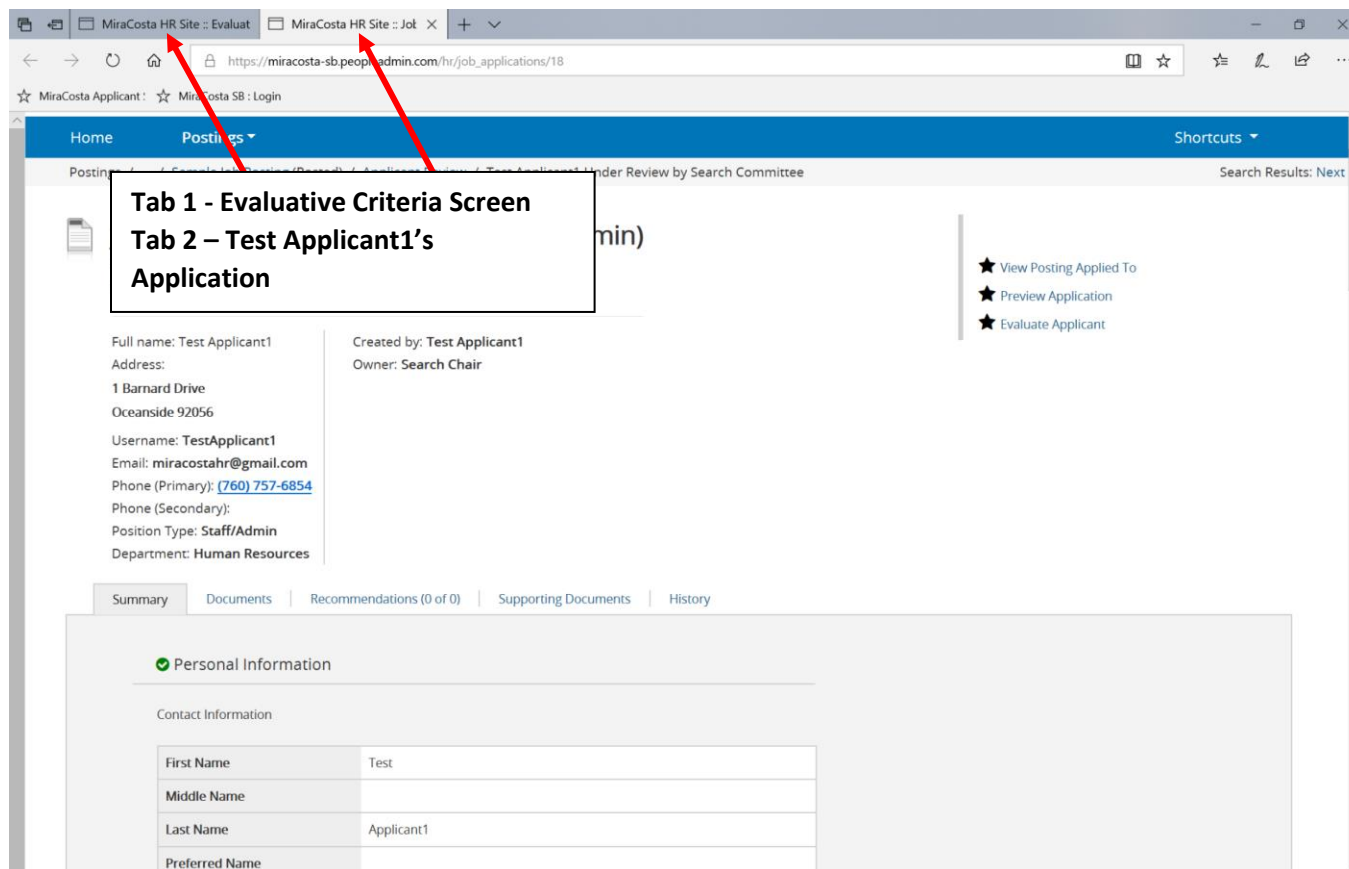 MiraCosta HR Site :: Evaluat MiraCosta HR Site :: Jol
https://miracosta-sb.peopleadmin.com/hr/job_applications/18
MiraCosta Applicant : MiraCosta SB : Login
Home Postings Shortcuts
Postings / Under Review by Search Committee Search Results: Next
Tab 1 - Evaluative Criteria Screen
Tab 2 – Test Applicant1’s
Application
min)
View Posting Applied To
Preview Application
Evaluate Applicant
Full name: Test Applicant1 Created by: Test Applicant1
Address: Owner: Search Chair
1 Barnard Drive
Oceanside 92056
Username: TestApplicant1
Email: miracostahr@gmail.com
Phone (Primary): (760) 757-6854
Phone (Secondary):
Position Type: Staff/Admin
Department: Human Resources
Summary Documents Recommendations (0 of 0) Supporting Documents History
Personal Information
Contact Information
First Name Test
Middle Name
Last Name Applicant1
Preferred Name